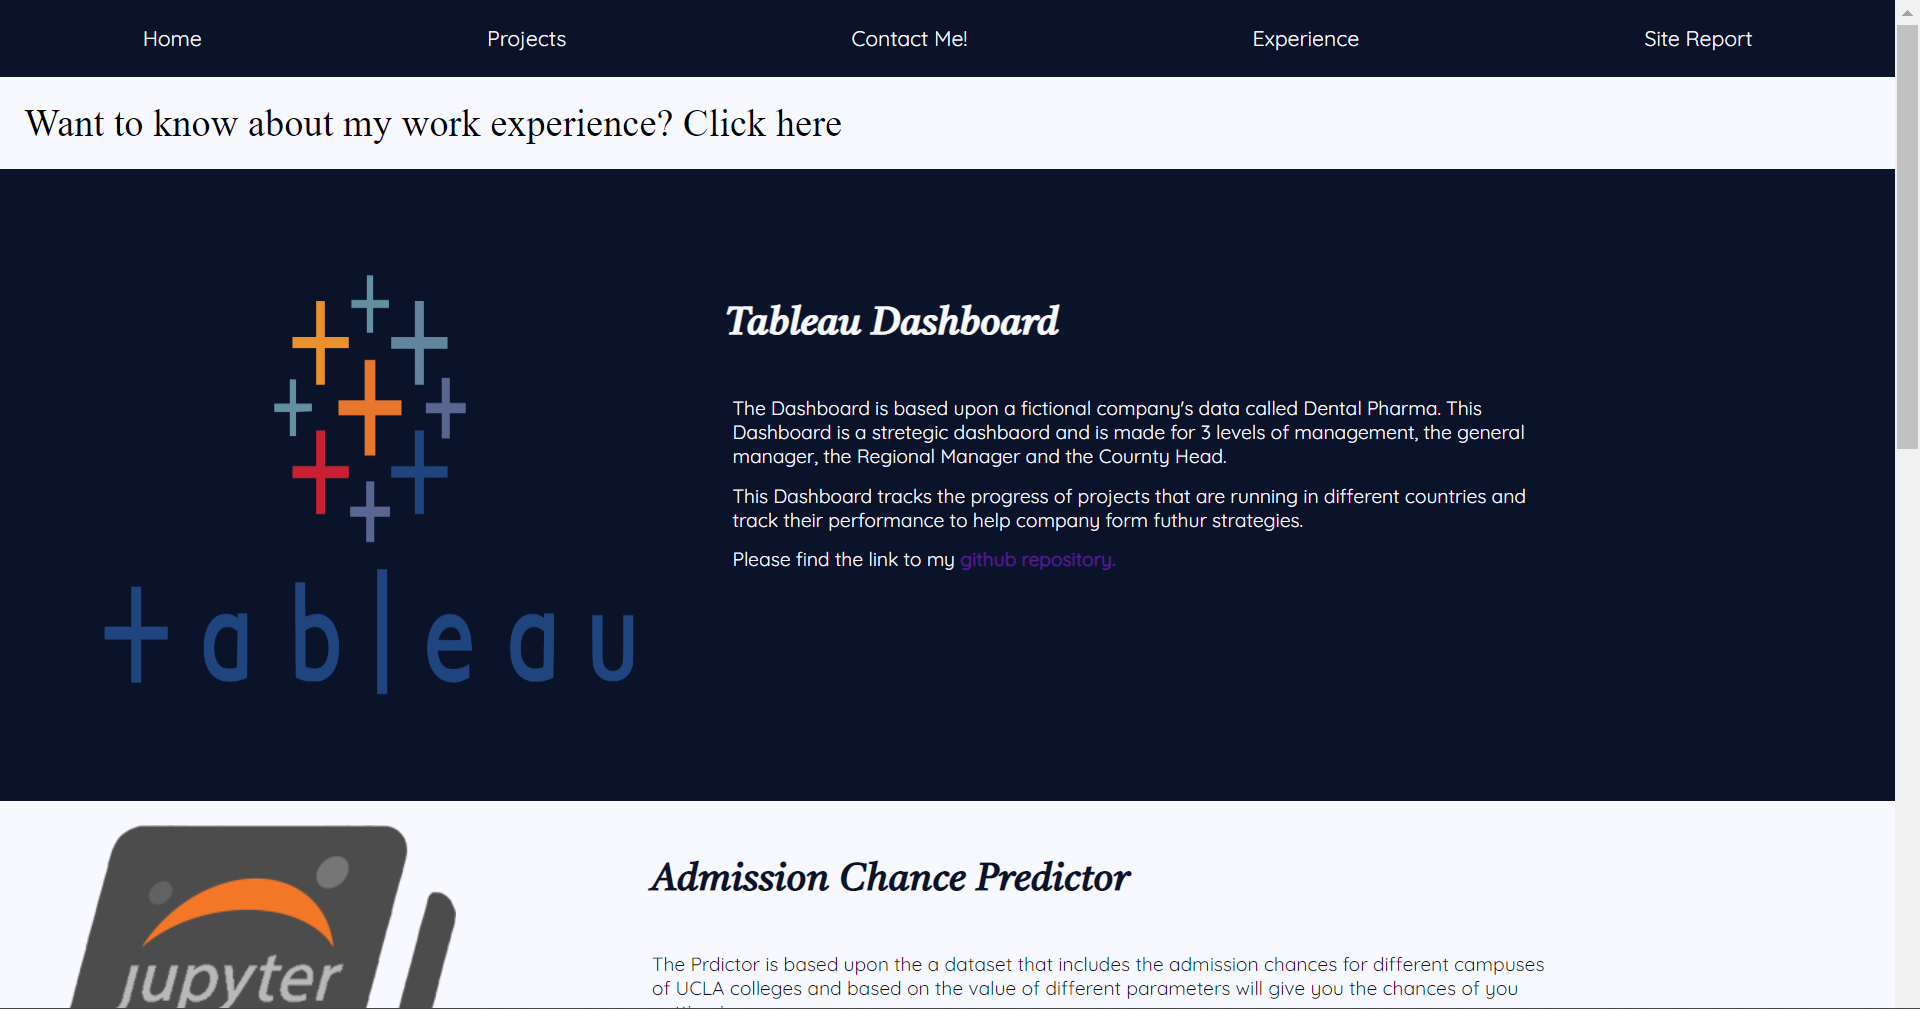 Home Projects Contact Me! Experience Site Report
Want to know about my work experience? Click here
tableau
Tableau Dashboard
The Dashboard is based upon a fictional company's data called Dental Pharma. This
Dashboard is a stretegic dashbaord and is made for 3 levels of management, the general
manager, the Regional Manager and the Cournty Head.
This Dashboard tracks the progress of projects that are running in different countries and
track their performance to help company form futhur strategies.
Please find the link to my github repository.
jupyter
Admission Chance Predictor
The Prdictor is based upon the a dataset that includes the admission chances for different campuses
of UCLA colleges and based on the value of different parameters will give you the chances of you